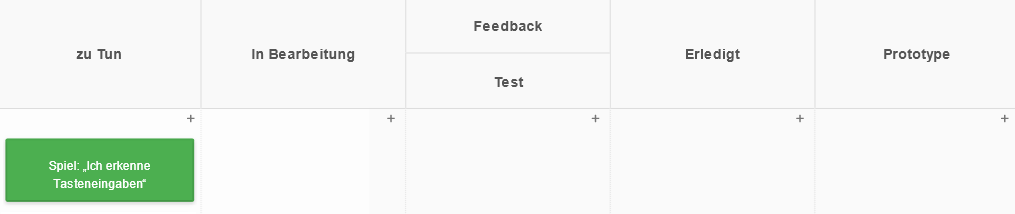 zu Tun
In Bearbeitung
Feedback
Test
Erledigt
Prototype
+
+
+
+
+
Spiel: „Ich erkenne
Tasteneingaben“